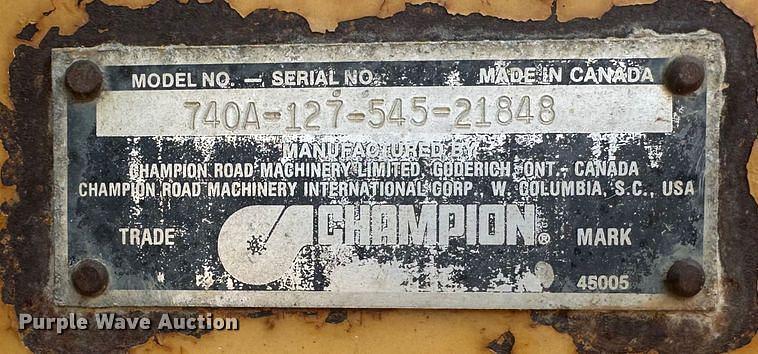 MODEL NO. — SERIAL NO. MADE IN CANADA
740A-127-545-21848
MANUFACTURED BY
CHAMPION ROAD MACHINERY LIMITED, GODERICH, ONT.- CANADA
CHAMPION ROAD MACHINERY INTERNATIONAL CORP., W. COLUMBIA, S.C., USA
TRADE CHAMPION® MARK
45005
Purple Wave Auction